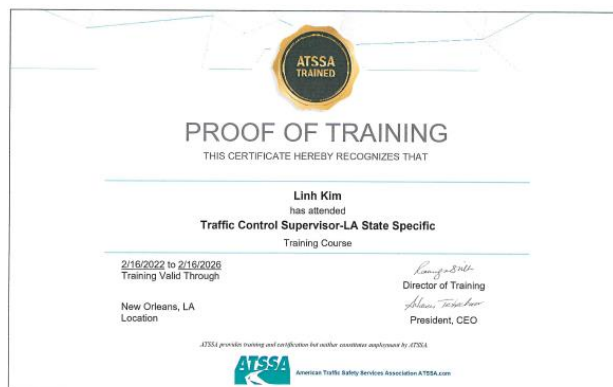 ATSSA
TRAINED
PROOF OF TRAINING
THIS CERTIFICATE HEREBY RECOGNIZES THAT
Linh Kim
has attended
Traffic Control Supervisor-LA State Specific
Training Course
2/16/2022 to 2/16/2026
Training Valid Through
Director of Training
New Orleans, LA
Location
President, CEO
ATSSA provides training and certification but neither constitutes employment by ATSSA.
ATSSA
American Traffic Safety Services Association ATSSA.com